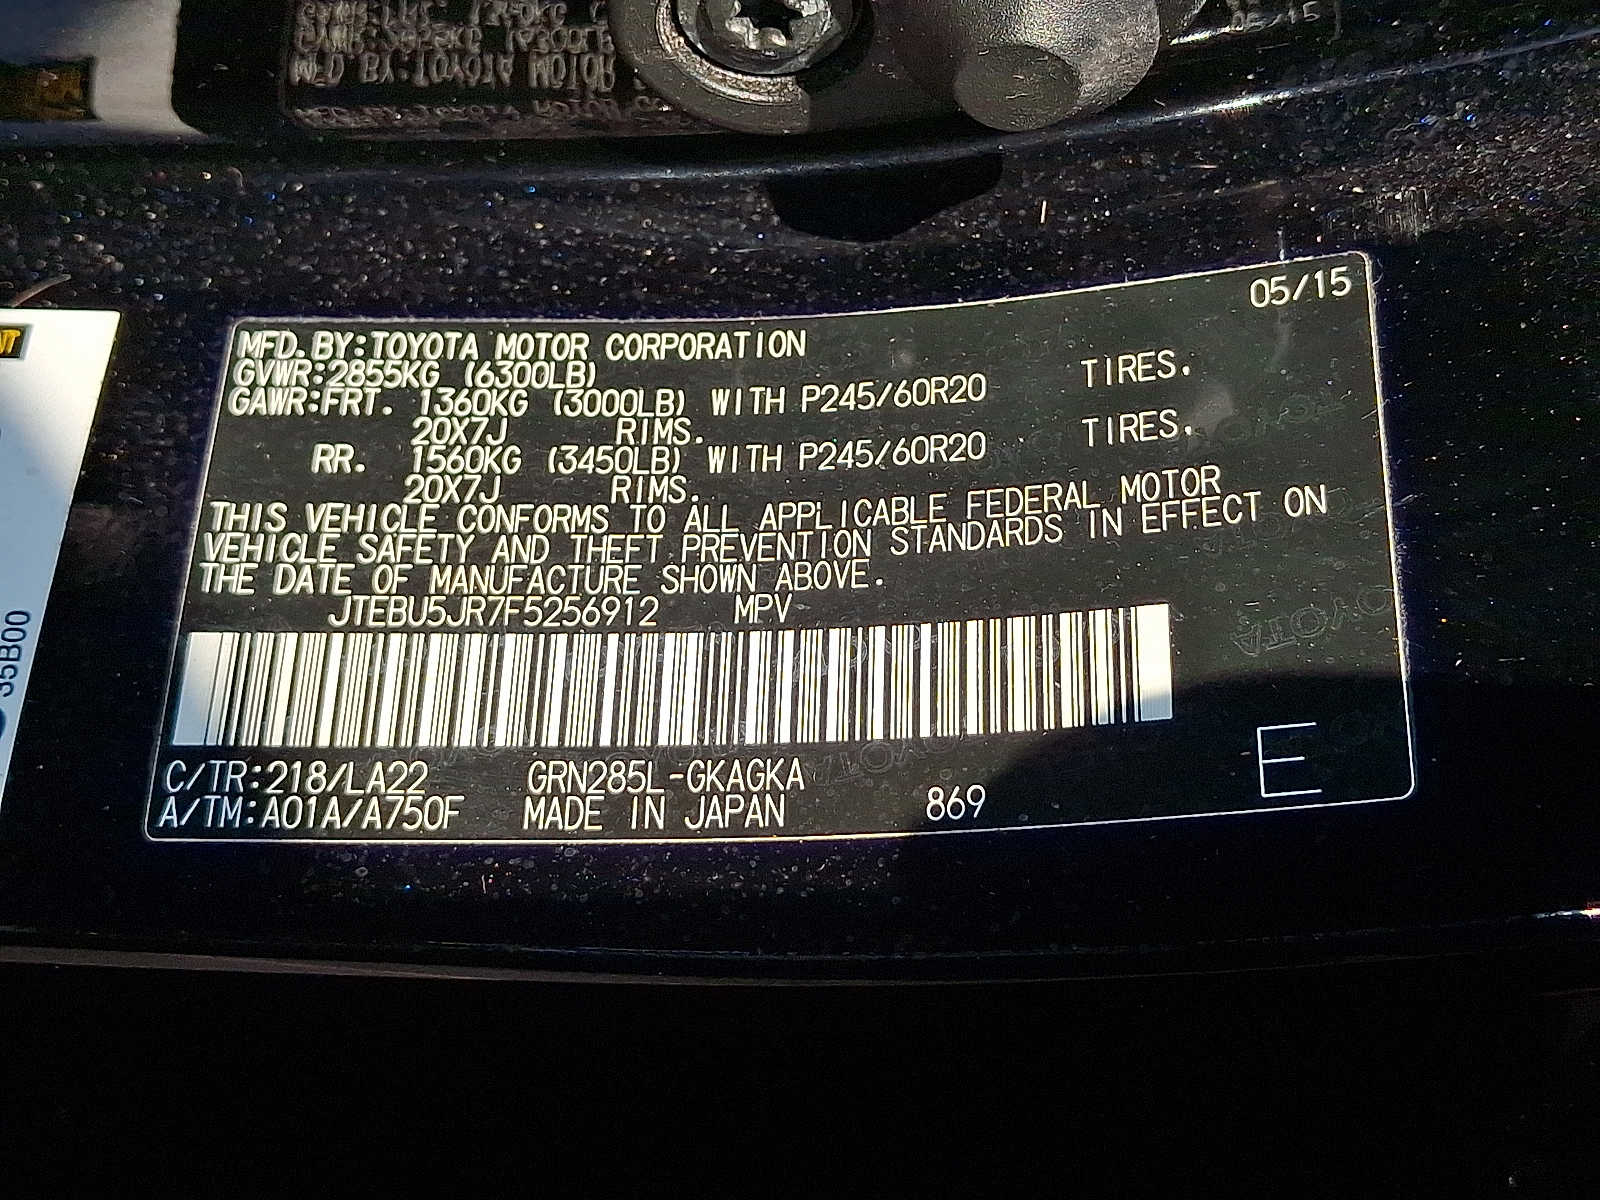 05/15
MFD. BY:TOYOTA MOTOR CORPORATION
GVWR:2855KG (6300LB)
GAWR:FRT. 1360KG (3000LB) WITH P245/60R20 TIRES.
20X7J RIMS.
RR. 1560KG (3450LB) WITH P245/60R20 TIRES.
20X7J RIMS.
THIS VEHICLE CONFORMS TO ALL APPLICABLE FEDERAL MOTOR
VEHICLE SAFETY AND THEFT PREVENTION STANDARDS IN EFFECT ON
THE DATE OF MANUFACTURE SHOWN ABOVE.
JTEBU5JR7F5256912 MPV
C/TR:218/LA22 GRN285L-GKAGKA
A/TM:A01A/A750F MADE IN JAPAN 869 E
35B00